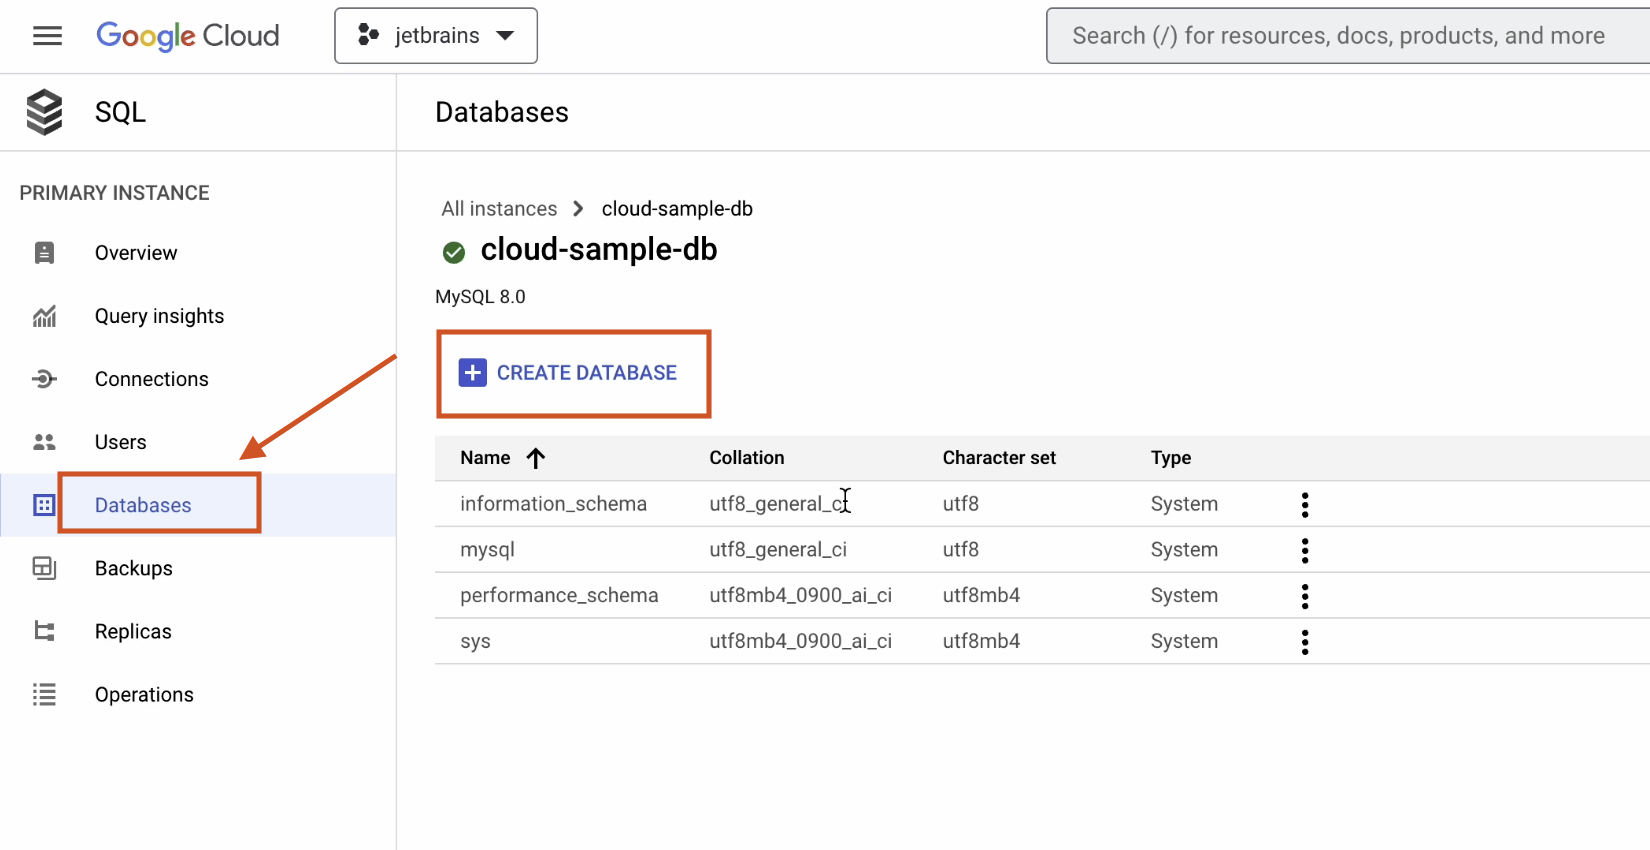 Google Cloud
jetbrains
Search (/) for resources, docs, products, and more
SQL
Databases
PRIMARY INSTANCE
Overview
Query insights
Connections
Users
Databases
Backups
Replicas
Operations
All instances > cloud-sample-db
cloud-sample-db
MySQL 8.0
CREATE DATABASE
Name Collation Character set Type
information_schema utf8_general_ci utf8 System
mysql utf8_general_ci utf8 System
performance_schema utf8mb4_0900_ai_ci utf8mb4 System
sys utf8mb4_0900_ai_ci utf8mb4 System